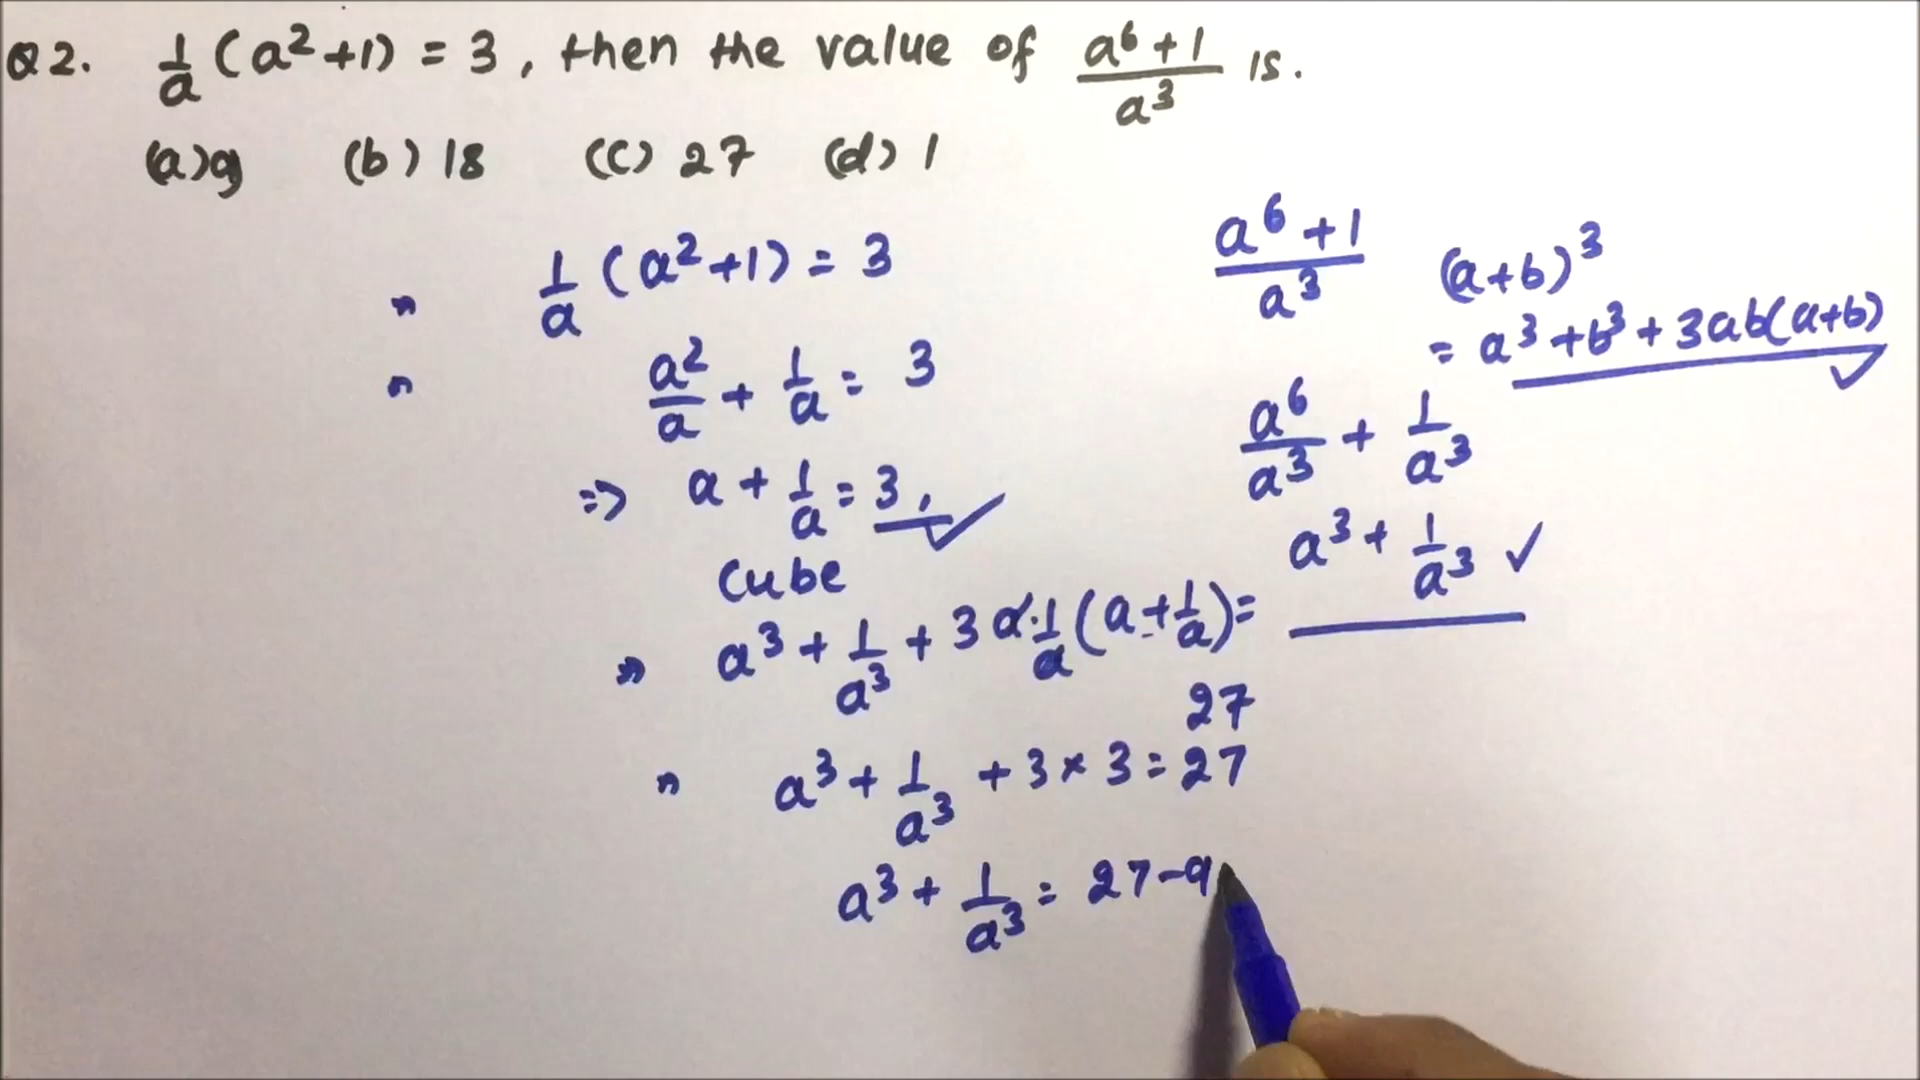 Q2. 1/a (a²+1) = 3, then the value of (a⁶+1)/a³ is.
(a) 9 (b) 18 (c) 27 (d) 1
1/a (a²+1) = 3
a²/a + 1/a = 3
=> a + 1/a = 3,
Cube
a³ + 1/a³ + 3a·1/a (a + 1/a) =
27
a³ + 1/a³ + 3 × 3 = 27
a³ + 1/a³ = 27-9
(a⁶+1)/a³
(a+b)³
= a³+b³+3ab(a+b)
a⁶/a³ + 1/a³
a³ + 1/a³ ✓